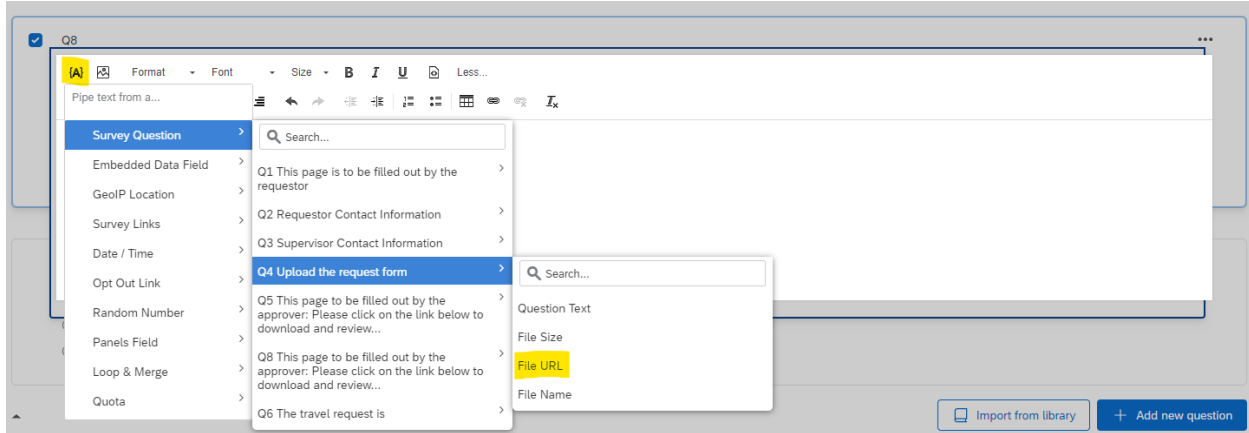 Q8
{A} Format Font Size B I U Less...
Pipe text from a...
Survey Question
Embedded Data Field
GeoIP Location
Survey Links
Date / Time
Opt Out Link
Random Number
Panels Field
Loop & Merge
Quota
Search...
Q1 This page is to be filled out by the
requestor
Q2 Requestor Contact Information
Q3 Supervisor Contact Information
Q4 Upload the request form
Q5 This page to be filled out by the
approver: Please click on the link below to
download and review...
Q8 This page to be filled out by the
approver: Please click on the link below to
download and review...
Q6 The travel request is
Search...
Question Text
File Size
File URL
File Name
Import from library
+ Add new question